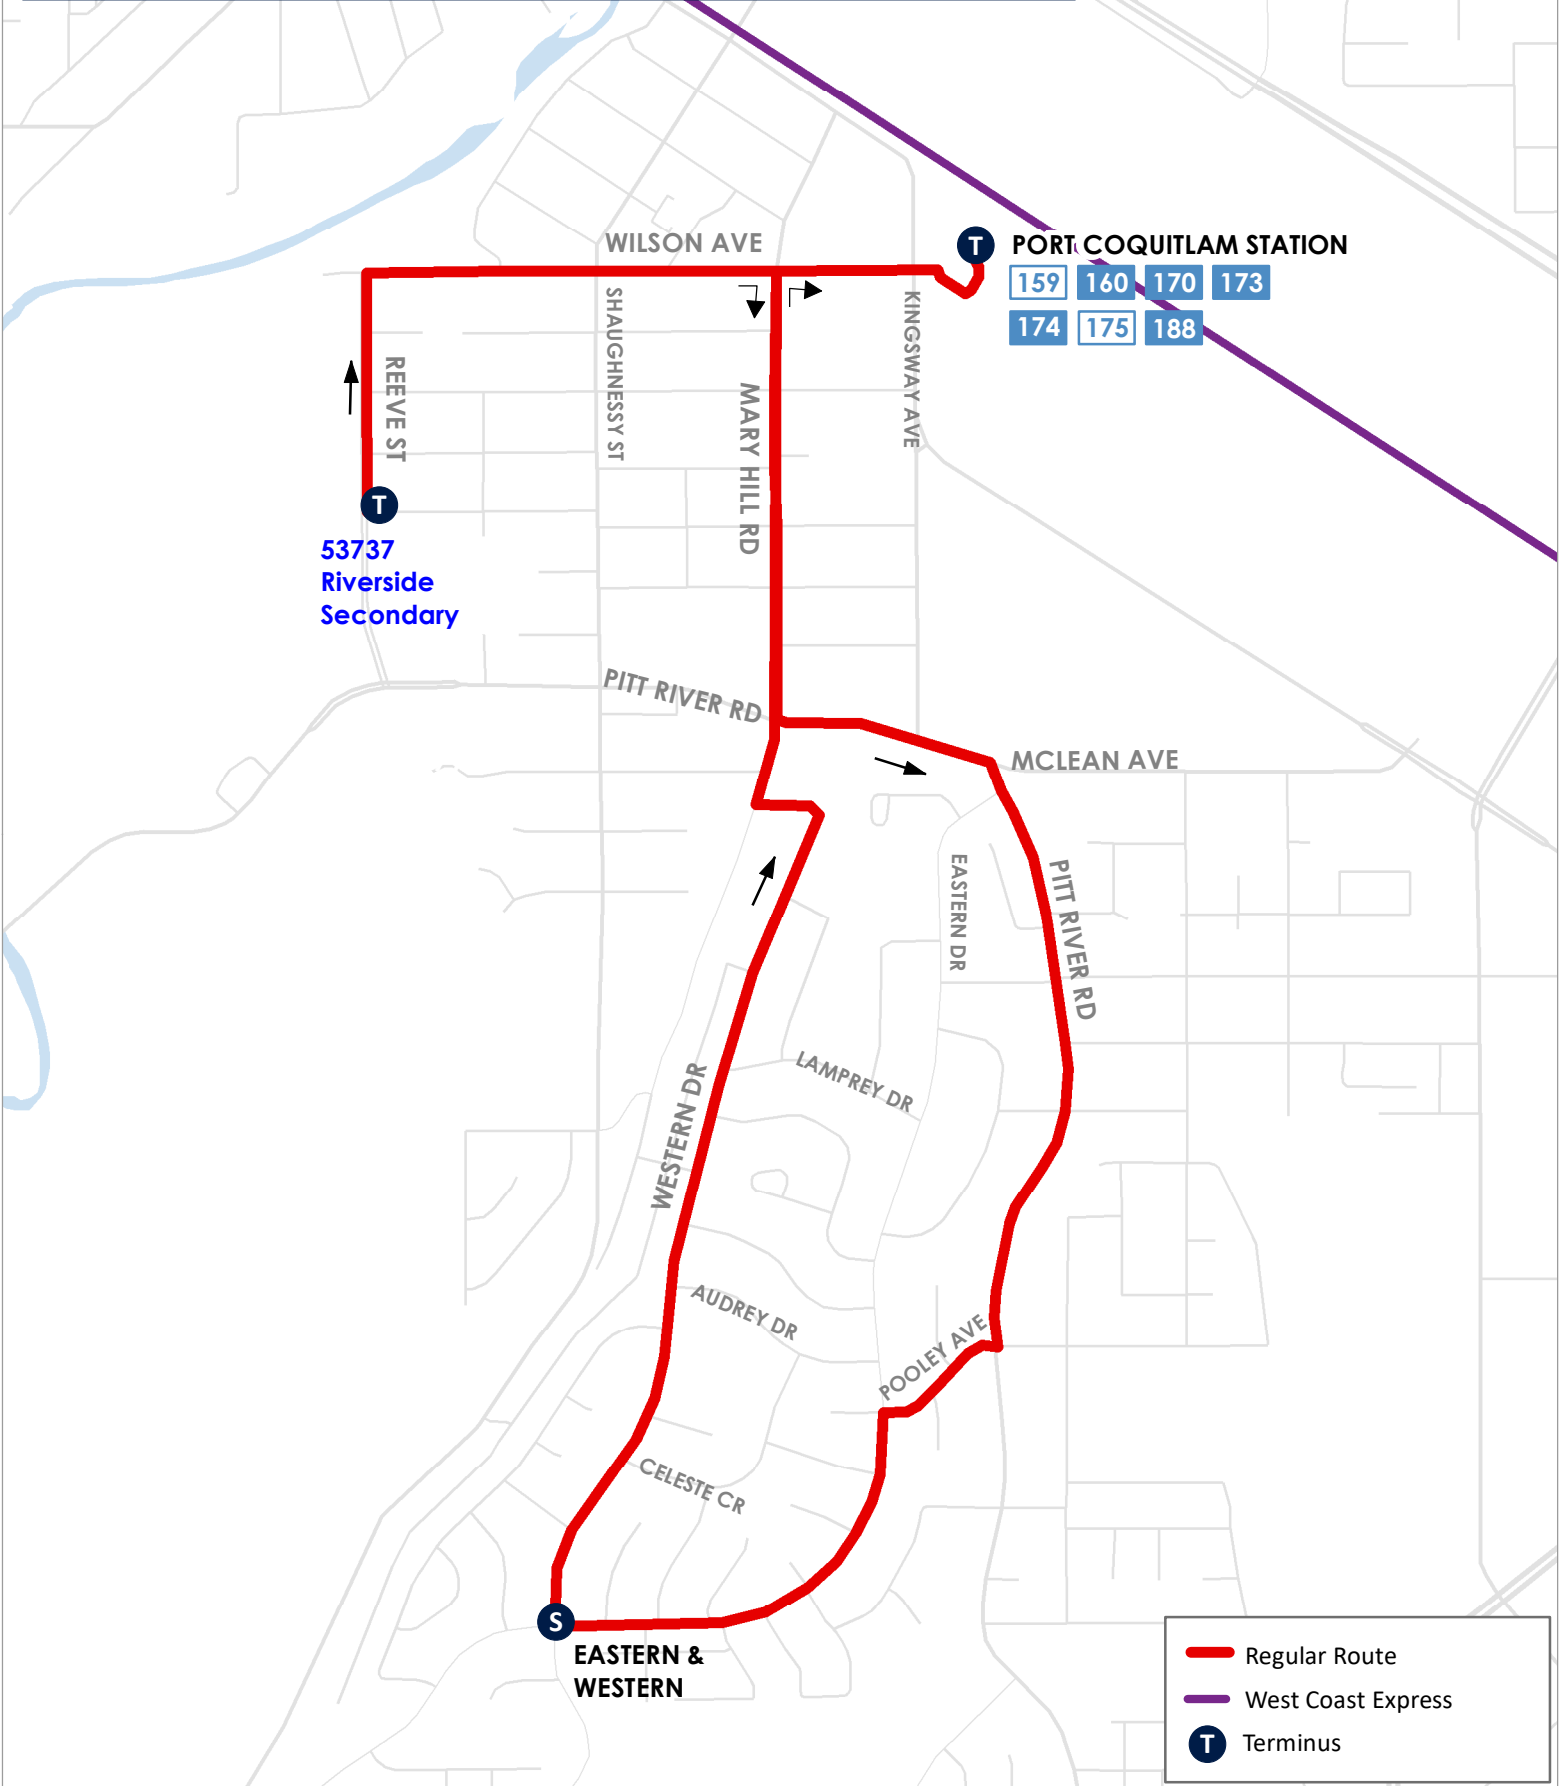 WILSON AVE
T
PORT COQUITLAM STATION
159 160 170 173
174 175 188
SHAUGHNESSY ST
KINGSWAY AVE
REEVE ST
MARY HILL RD
T
53737
Riverside
Secondary
PITT RIVER RD
MCLEAN AVE
EASTERN DR
PITT RIVER RD
LAMPREY DR
WESTERN DR
AUDREY DR
POOLEY AVE
CELESTE CR
S
EASTERN &
WESTERN
Regular Route
West Coast Express
T Terminus